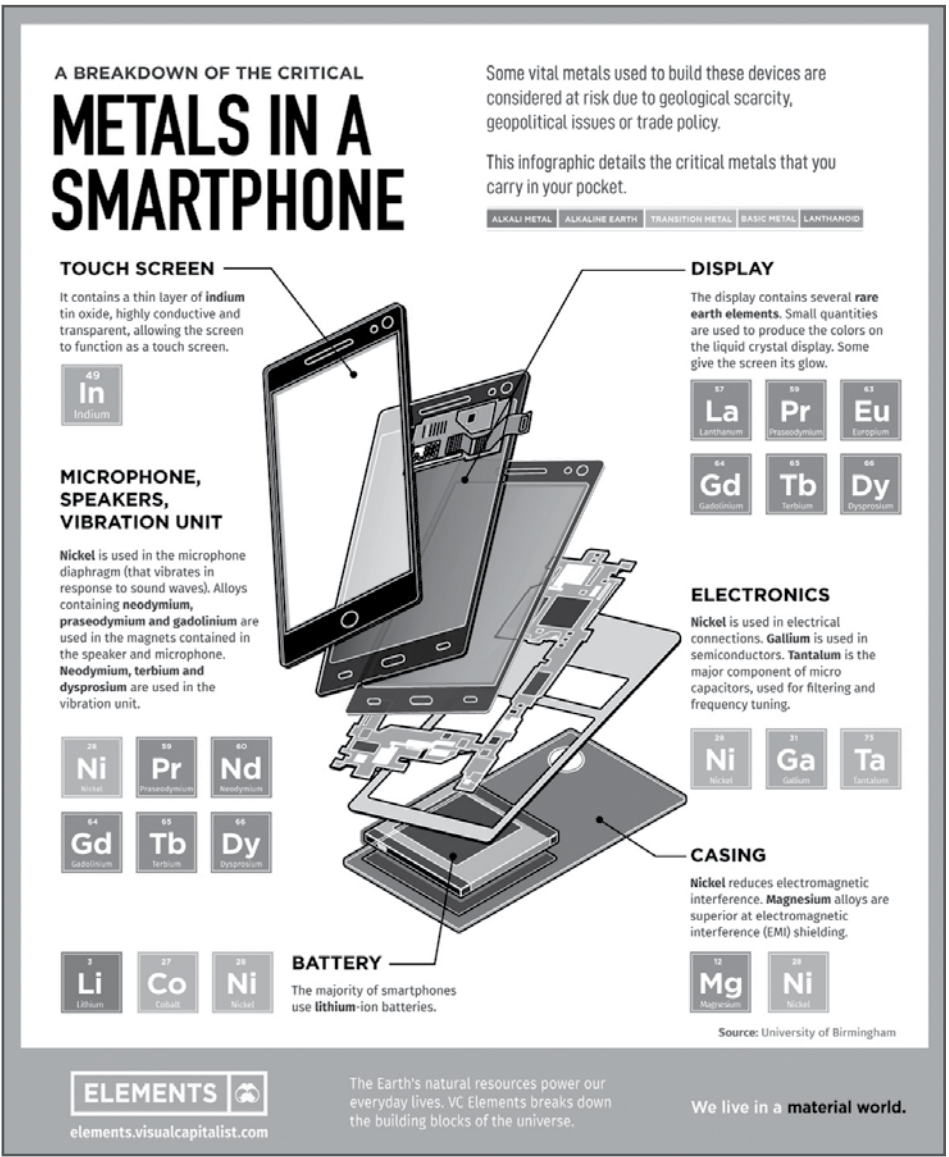 A BREAKDOWN OF THE CRITICAL
METALS IN A
SMARTPHONE
Some vital metals used to build these devices are
considered at risk due to geological scarcity,
geopolitical issues or trade policy.
This infographic details the critical metals that you
carry in your pocket.
ALKALI METAL ALKALINE EARTH TRANSITION METAL BASIC METAL LANTHANOID
TOUCH SCREEN
It contains a thin layer of indium
tin oxide, highly conductive and
transparent, allowing the screen
to function as a touch screen.
49
In
Indium
DISPLAY
The display contains several rare
earth elements. Small quantities
are used to produce the colors on
the liquid crystal display. Some
give the screen its glow.
57 59 63
La Pr Eu
Lanthanum Praseodymium Europium
64 65 66
Gd Tb Dy
Gadolinium Terbium Dysprosium
MICROPHONE,
SPEAKERS,
VIBRATION UNIT
Nickel is used in the microphone
diaphragm (that vibrates in
response to sound waves). Alloys
containing neodymium,
praseodymium and gadolinium are
used in the magnets contained in
the speaker and microphone.
Neodymium, terbium and
dysprosium are used in the
vibration unit.
28 59 60
Ni Pr Nd
Nickel Praseodymium Neodymium
64 65 66
Gd Tb Dy
Gadolinium Terbium Dysprosium
ELECTRONICS
Nickel is used in electrical
connections. Gallium is used in
semiconductors. Tantalum is the
major component of micro
capacitors, used for filtering and
frequency tuning.
28 31 73
Ni Ga Ta
Nickel Gallium Tantalum
CASING
Nickel reduces electromagnetic
interference. Magnesium alloys are
superior at electromagnetic
interference (EMI) shielding.
12 28
Mg Ni
Magnesium Nickel
3 27 28
Li Co Ni
Lithium Cobalt Nickel
BATTERY
The majority of smartphones
use lithium-ion batteries.
Source: University of Birmingham
ELEMENTS
elements.visualcapitalist.com
The Earth's natural resources power our
everyday lives. VC Elements breaks down
the building blocks of the universe.
We live in a material world.